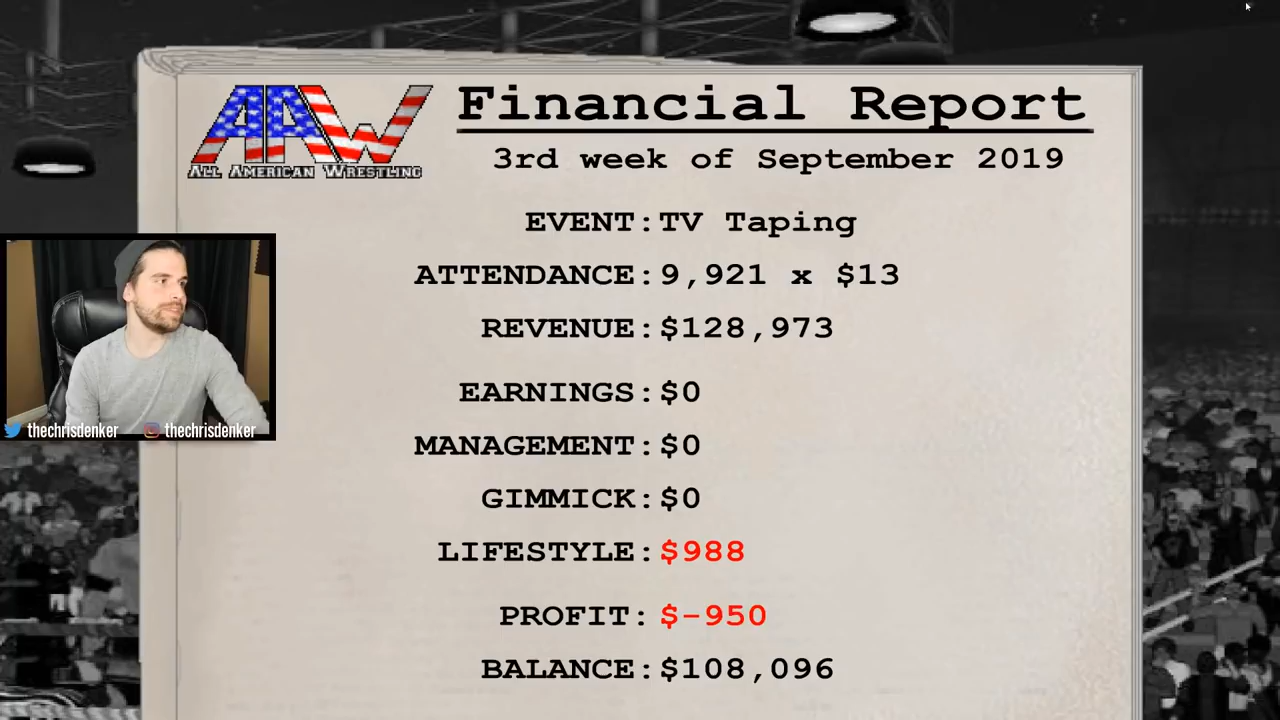 AAW
ALL AMERICAN WRESTLING
Financial Report
3rd week of September 2019
EVENT: TV Taping
ATTENDANCE: 9,921 x $13
REVENUE: $128,973
EARNINGS: $0
MANAGEMENT: $0
GIMMICK: $0
LIFESTYLE: $988
PROFIT: $-950
BALANCE: $108,096
thechrisdenker thechrisdenker